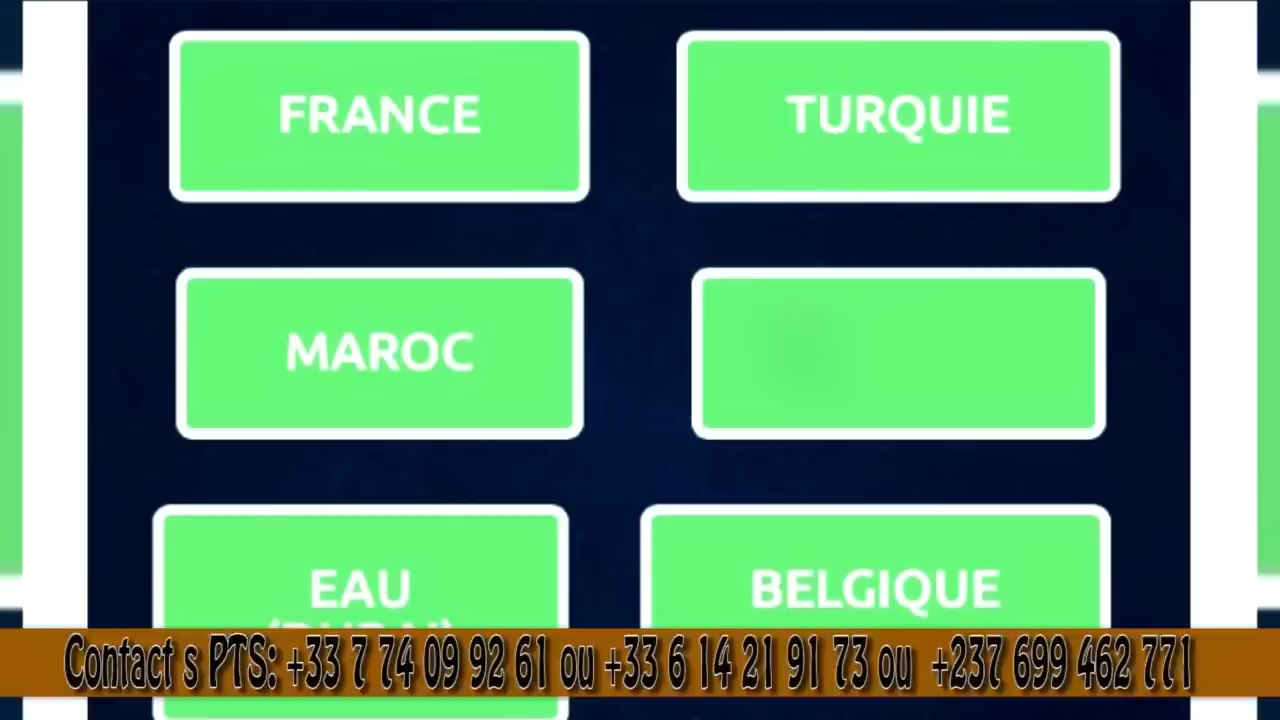 FRANCE
TURQUIE
MAROC
EAU
BELGIQUE
Contact s PTS: +33 7 74 09 92 61 ou +33 6 14 21 91 73 ou +237 699 462 771